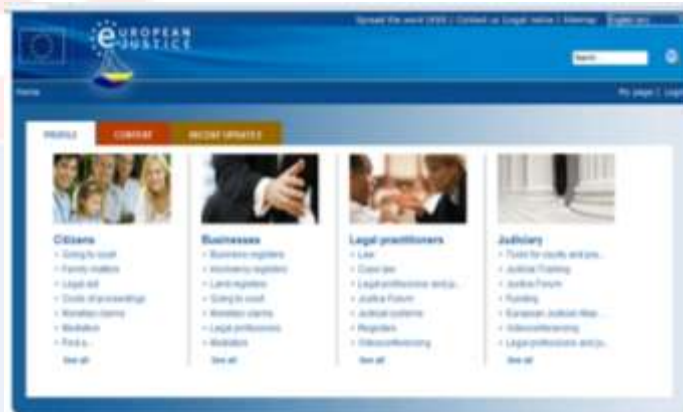 Spread the word | RSS | Contact us | Legal notice | Sitemap English (en)
EUROPEAN
e-JUSTICE
Search
Home
My page | Login
PROFILE
CONTENT
RECENT UPDATES
Citizens
› Going to court
› Family matters
› Legal aid
› Costs of proceedings
› Monetary claims
› Mediation
› Find a...
See all
Businesses
› Business registers
› Insolvency registers
› Land registers
› Going to court
› Monetary claims
› Legal professions
› Mediation
See all
Legal practitioners
› Law
› Case law
› Legal professions and ju...
› Justice Forum
› Judicial systems
› Registers
› Videoconferencing
See all
Judiciary
› Tools for courts and pra...
› Judicial Training
› Justice Forum
› Funding
› European Judicial Atlas...
› Videoconferencing
› Legal professions and ju...
See all